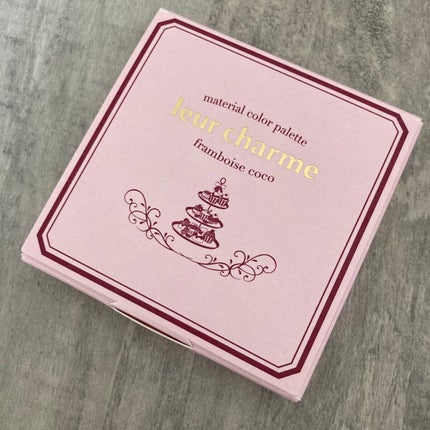 material color palette
leur charme
framboise coco